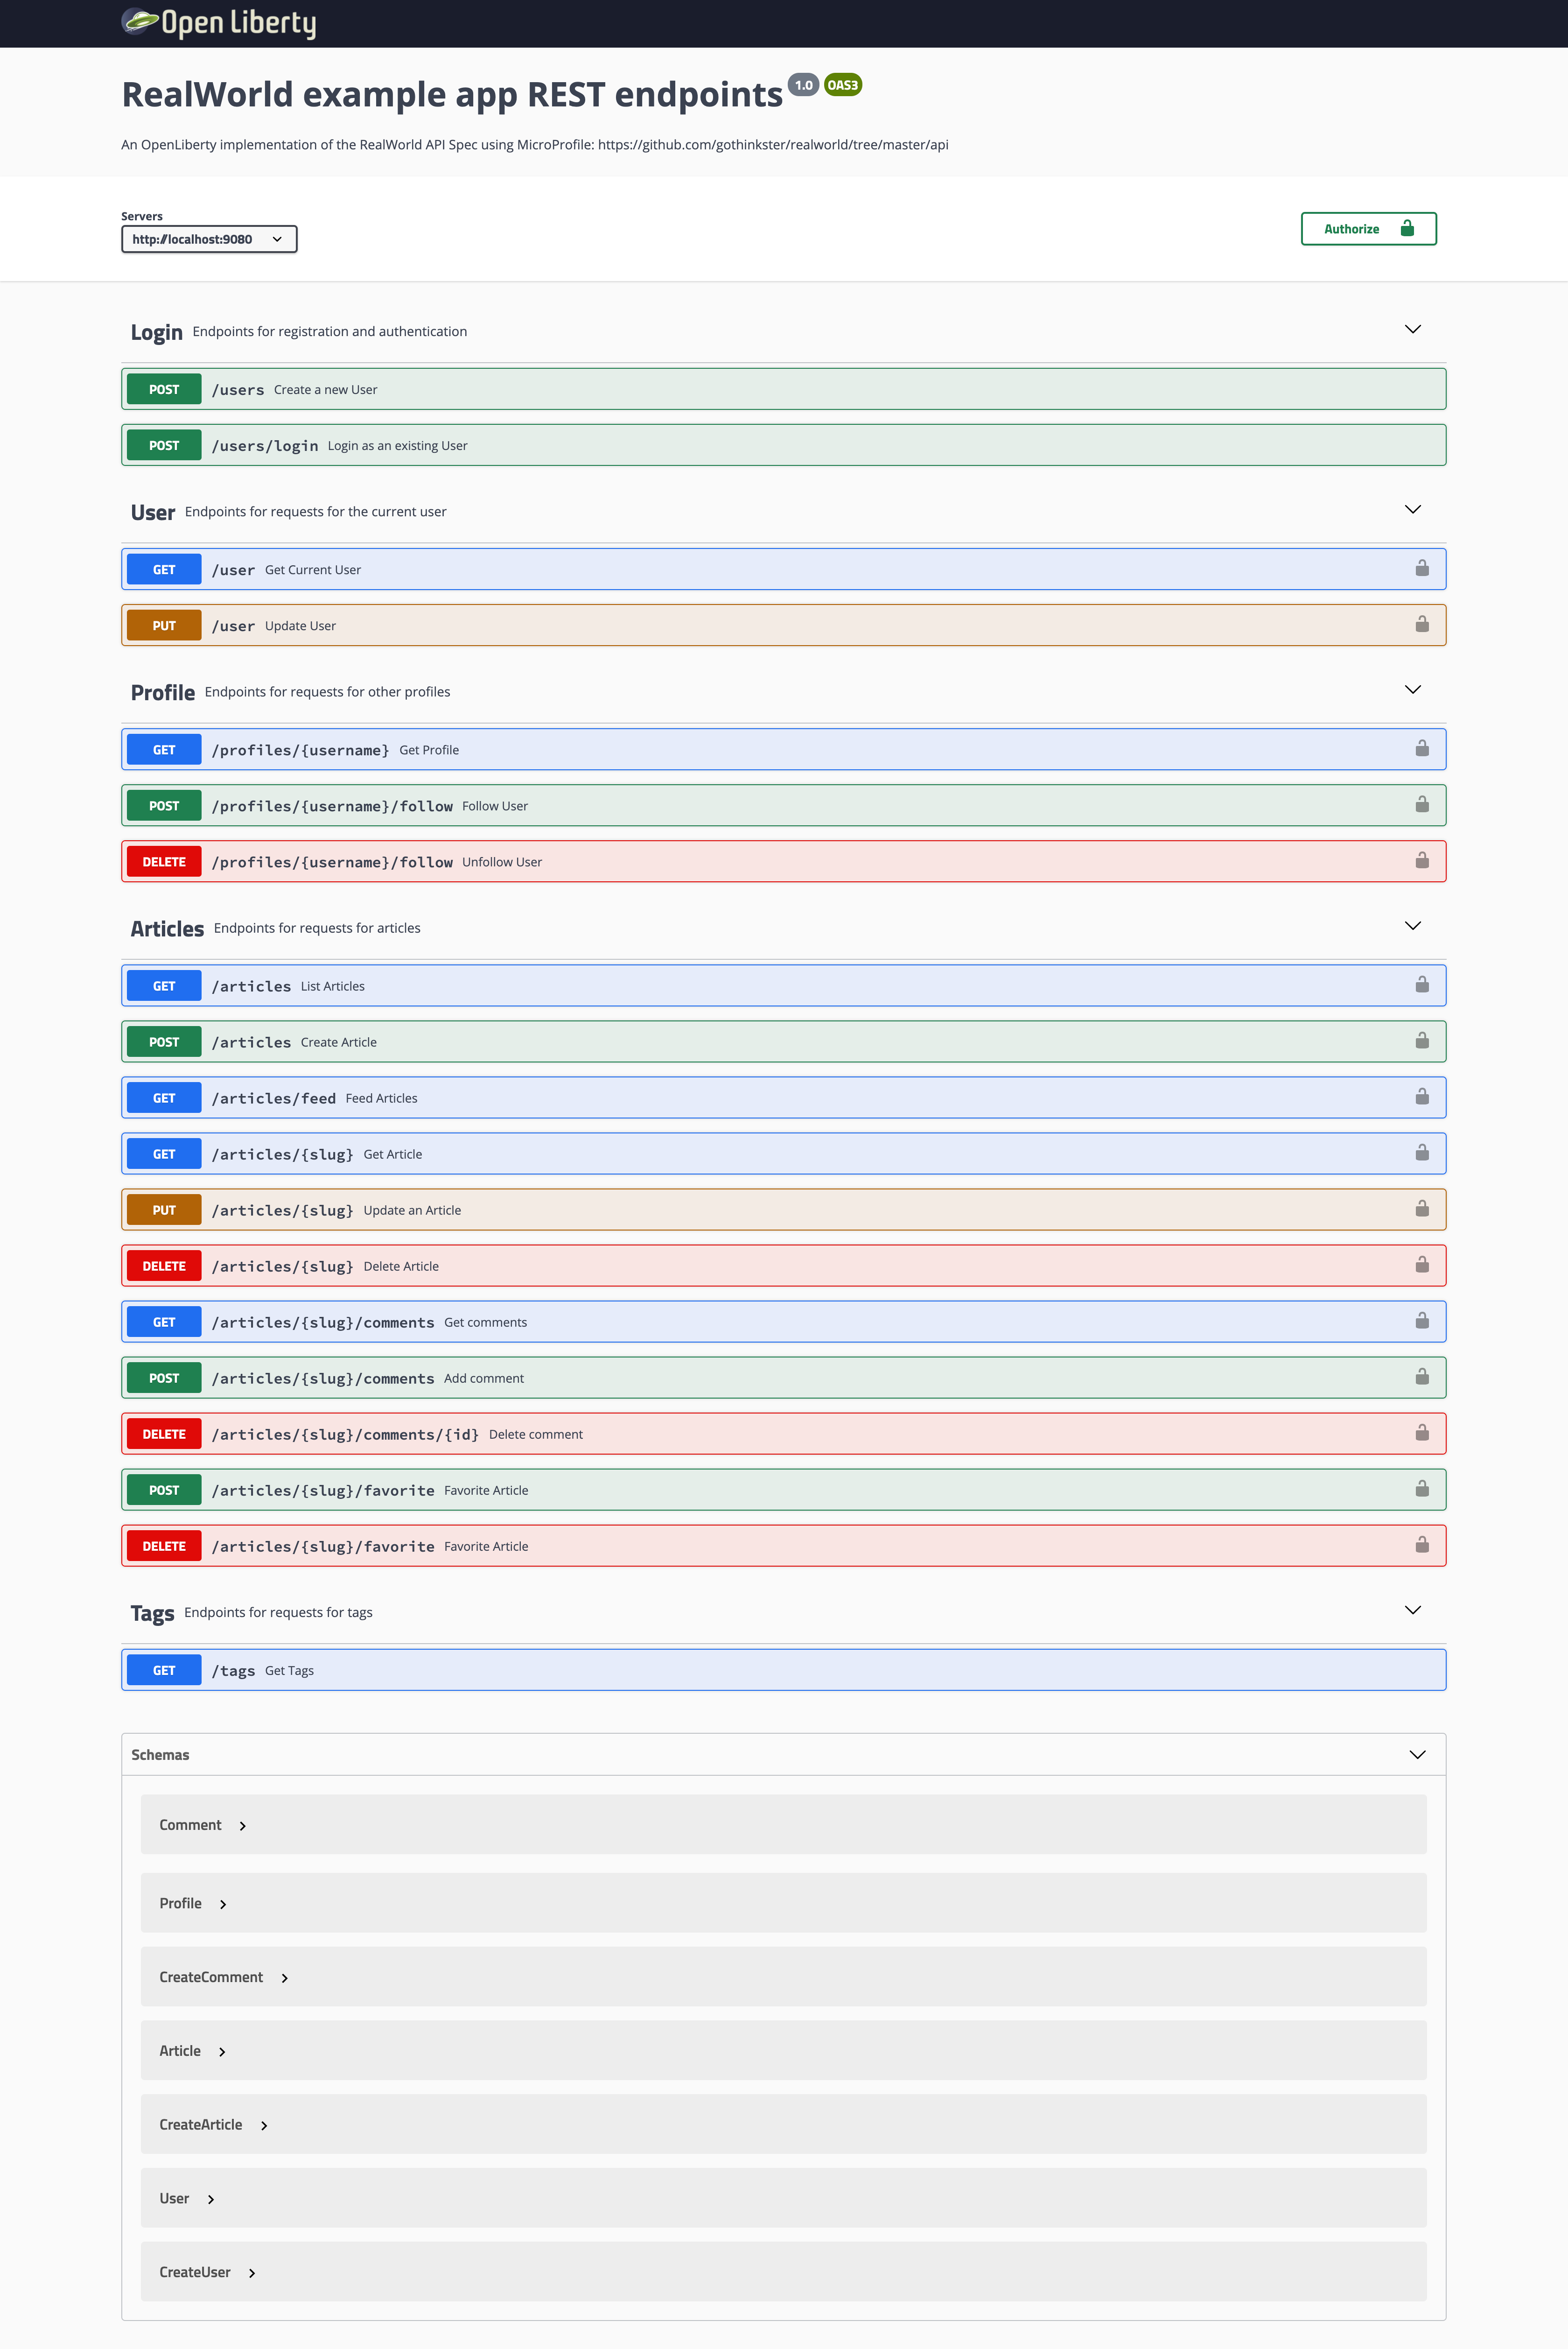 Open Liberty
RealWorld example app REST endpoints 1.0 OAS3
An OpenLiberty implementation of the RealWorld API Spec using MicroProfile: https://github.com/gothinkster/realworld/tree/master/api
Servers
http://localhost:9080
Authorize
Login Endpoints for registration and authentication
POST /users Create a new User
POST /users/login Login as an existing User
User Endpoints for requests for the current user
GET /user Get Current User
PUT /user Update User
Profile Endpoints for requests for other profiles
GET /profiles/{username} Get Profile
POST /profiles/{username}/follow Follow User
DELETE /profiles/{username}/follow Unfollow User
Articles Endpoints for requests for articles
GET /articles List Articles
POST /articles Create Article
GET /articles/feed Feed Articles
GET /articles/{slug} Get Article
PUT /articles/{slug} Update an Article
DELETE /articles/{slug} Delete Article
GET /articles/{slug}/comments Get comments
POST /articles/{slug}/comments Add comment
DELETE /articles/{slug}/comments/{id} Delete comment
POST /articles/{slug}/favorite Favorite Article
DELETE /articles/{slug}/favorite Favorite Article
Tags Endpoints for requests for tags
GET /tags Get Tags
Schemas
Comment
Profile
CreateComment
Article
CreateArticle
User
CreateUser